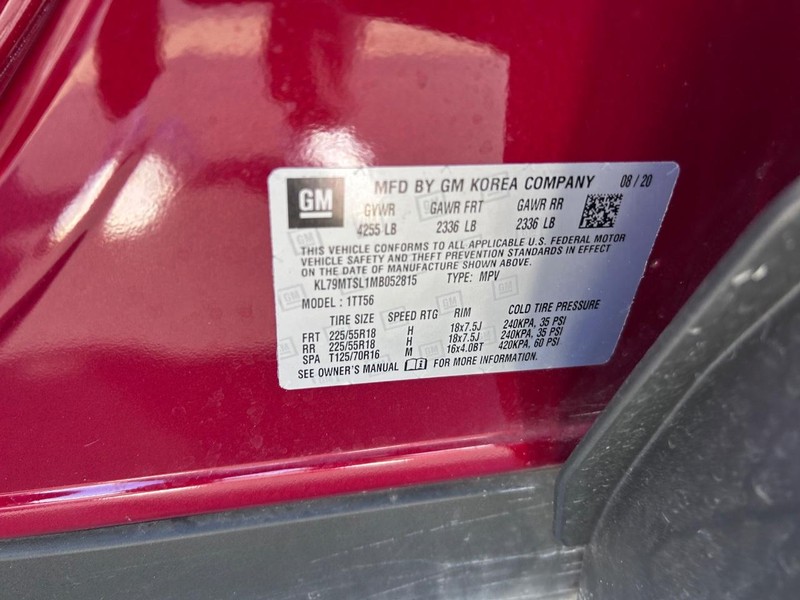 GM MFD BY GM KOREA COMPANY 08 / 20
GVWR GAWR FRT GAWR RR
4255 LB 2336 LB 2336 LB
THIS VEHICLE CONFORMS TO ALL APPLICABLE U.S. FEDERAL MOTOR
VEHICLE SAFETY AND THEFT PREVENTION STANDARDS IN EFFECT
ON THE DATE OF MANUFACTURE SHOWN ABOVE.
KL79MTSL1MB052815 TYPE: MPV
MODEL : 1TT56
TIRE SIZE SPEED RTG RIM COLD TIRE PRESSURE
FRT 225/55R18 H 18x7.5J 240KPA, 35 PSI
RR 225/55R18 H 18x7.5J 240KPA, 35 PSI
SPA T125/70R16 M 16x4.0BT 420KPA, 60 PSI
SEE OWNER'S MANUAL FOR MORE INFORMATION.